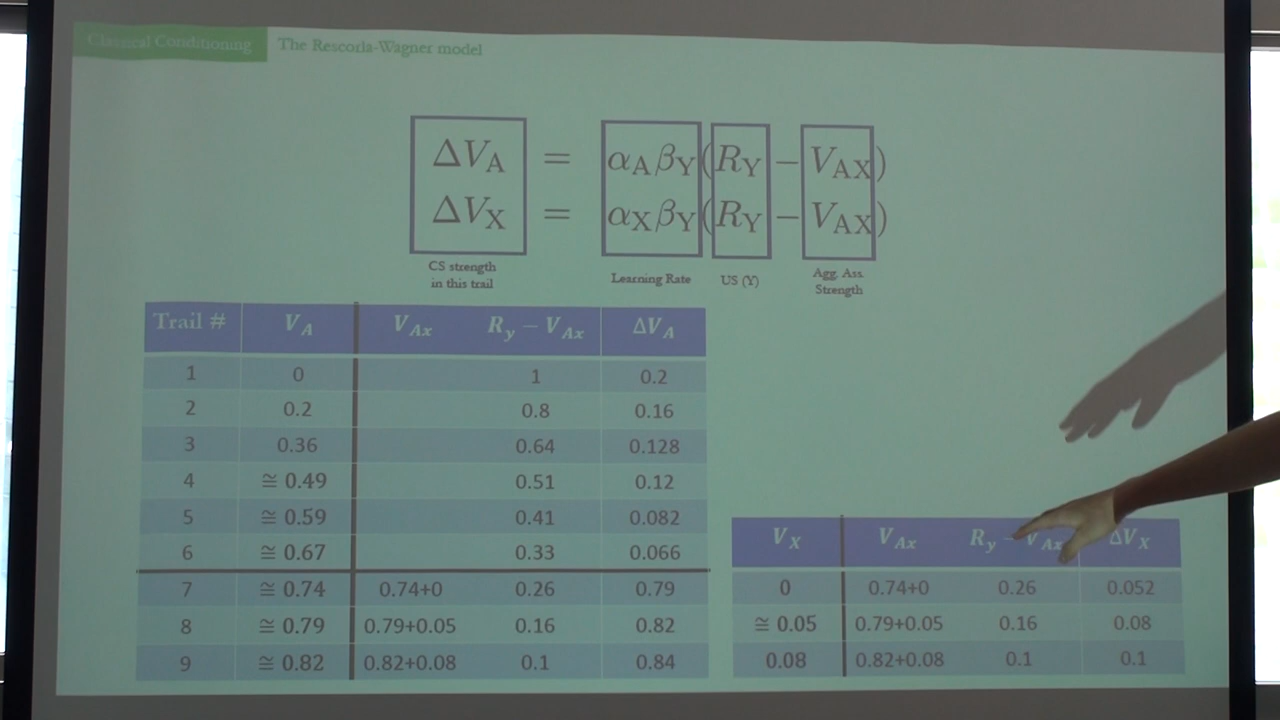 Classical Conditioning The Rescorla-Wagner model
ΔV_A = α_A β_Y (R_Y − V_AX)
ΔV_X = α_X β_Y (R_Y − V_AX)
CS strength
in this trail
Learning Rate
US (Y)
Agg. Ass.
Strength
Trail # V_A V_Ax R_y − V_Ax ΔV_A
1 0 1 0.2
2 0.2 0.8 0.16
3 0.36 0.64 0.128
4 ≅ 0.49 0.51 0.12
5 ≅ 0.59 0.41 0.082
6 ≅ 0.67 0.33 0.066
7 ≅ 0.74 0.74+0 0.26 0.79
8 ≅ 0.79 0.79+0.05 0.16 0.82
9 ≅ 0.82 0.82+0.08 0.1 0.84
V_X V_Ax R_y − V_Ax ΔV_X
0 0.74+0 0.26 0.052
≅ 0.05 0.79+0.05 0.16 0.08
0.08 0.82+0.08 0.1 0.1